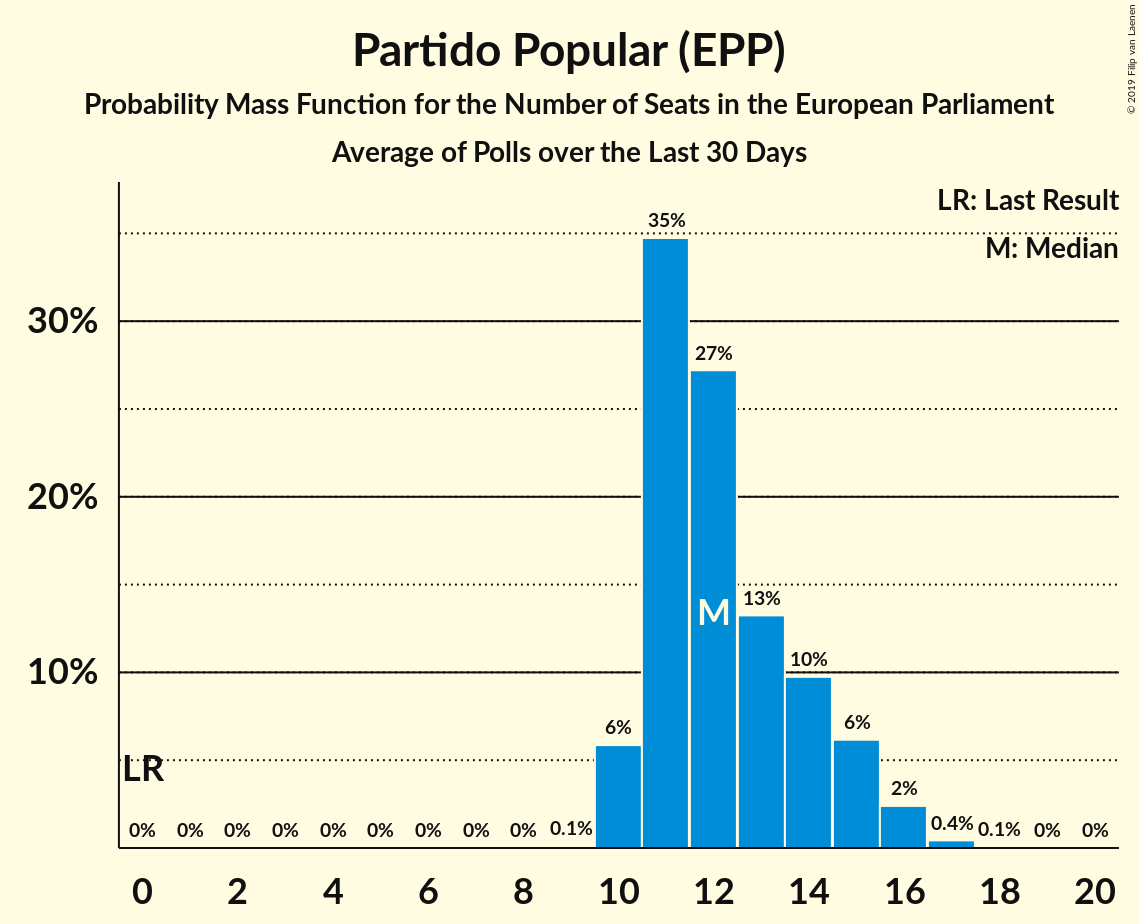 Partido Popular (EPP)
Probability Mass Function for the Number of Seats in the European Parliament
Average of Polls over the Last 30 Days
© 2019 Filip van Laenen
LR: Last Result
M: Median
35%
30%
27%
20%
M
13%
10%
10%
6%
6%
LR
2%
0% 0% 0% 0% 0% 0% 0% 0% 0% 0.1% 0.4% 0.1% 0% 0%
0 2 4 6 8 10 12 14 16 18 20